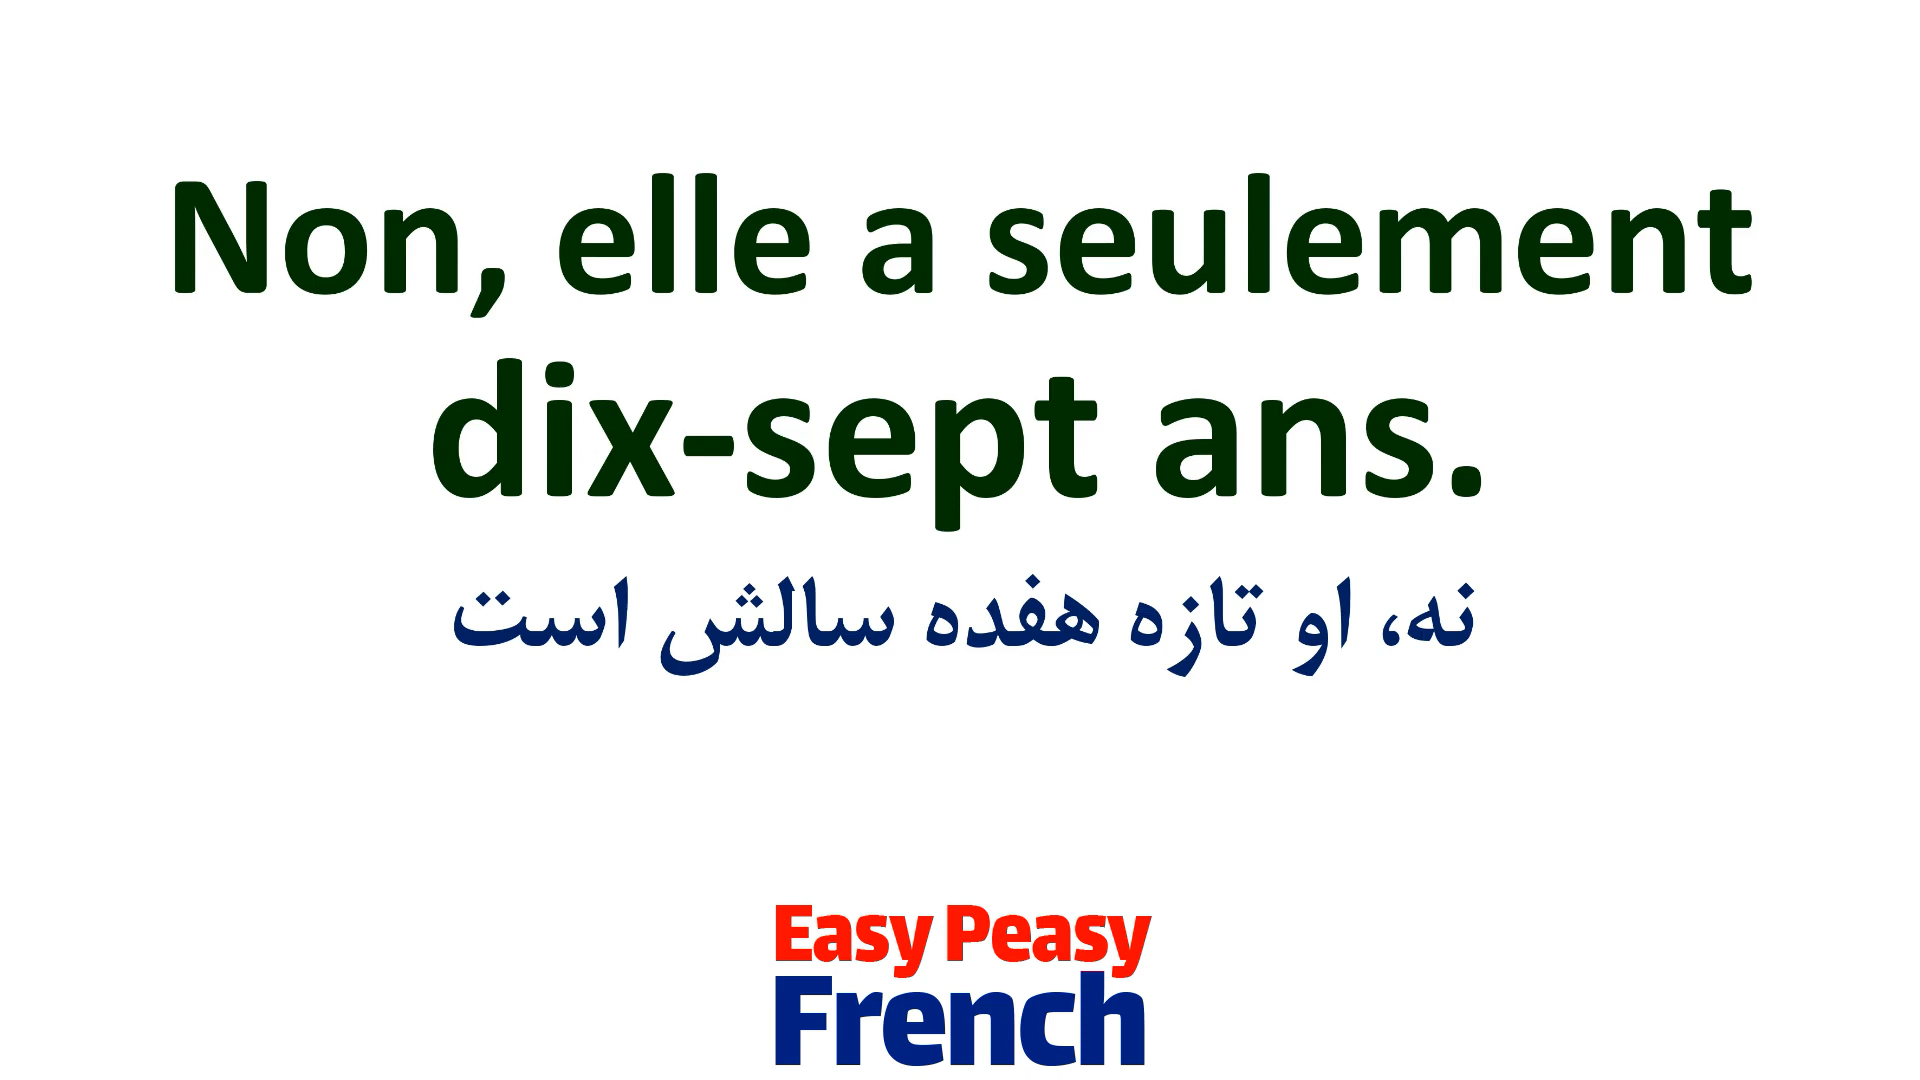 Non, elle a seulement
dix-sept ans.
نه، او تازه هفده سالش است
Easy Peasy
French